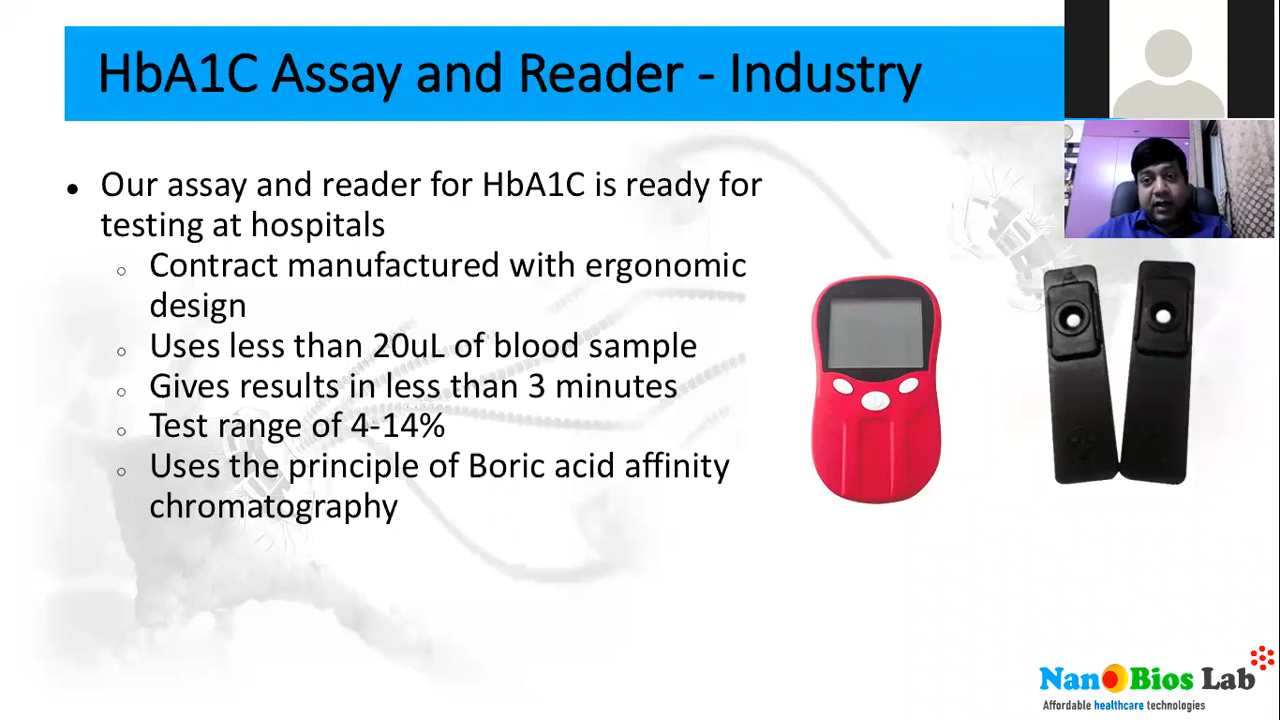 HbA1C Assay and Reader - Industry
● Our assay and reader for HbA1C is ready for
testing at hospitals
○ Contract manufactured with ergonomic
design
○ Uses less than 20uL of blood sample
○ Gives results in less than 3 minutes
○ Test range of 4-14%
○ Uses the principle of Boric acid affinity
chromatography
NanoBios Lab
Affordable healthcare technologies